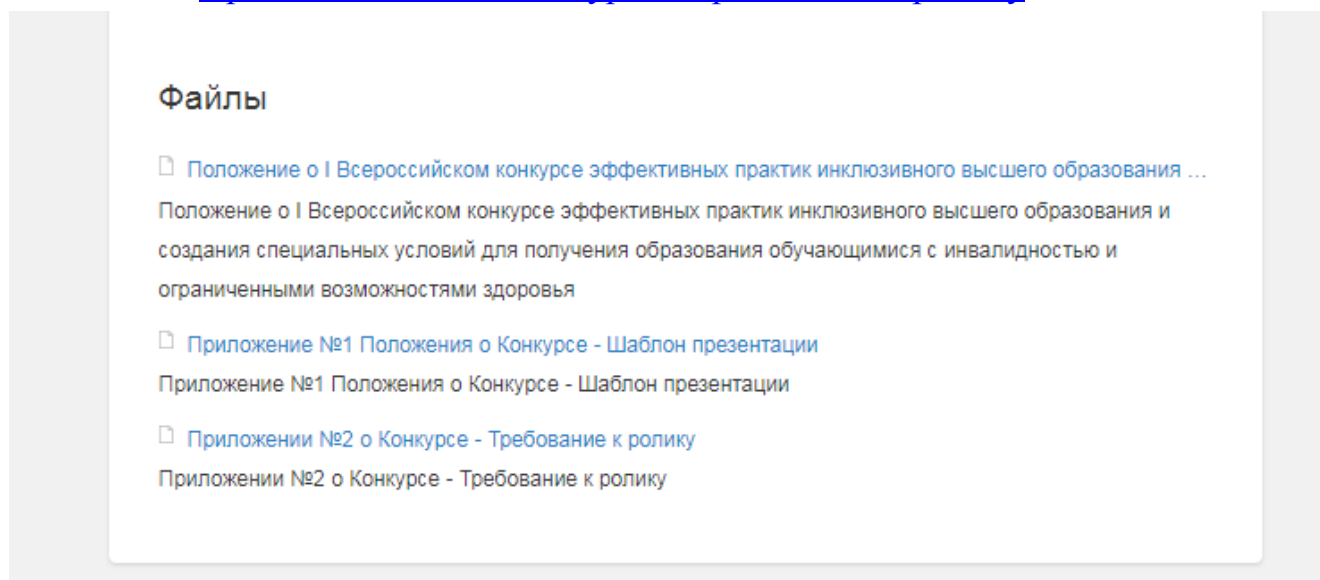 Файлы
Положение о I Всероссийском конкурсе эффективных практик инклюзивного высшего образования ...
Положение о I Всероссийском конкурсе эффективных практик инклюзивного высшего образования и
создания специальных условий для получения образования обучающимися с инвалидностью и
ограниченными возможностями здоровья
Приложение №1 Положения о Конкурсе - Шаблон презентации
Приложение №1 Положения о Конкурсе - Шаблон презентации
Приложении №2 о Конкурсе - Требование к ролику
Приложении №2 о Конкурсе - Требование к ролику